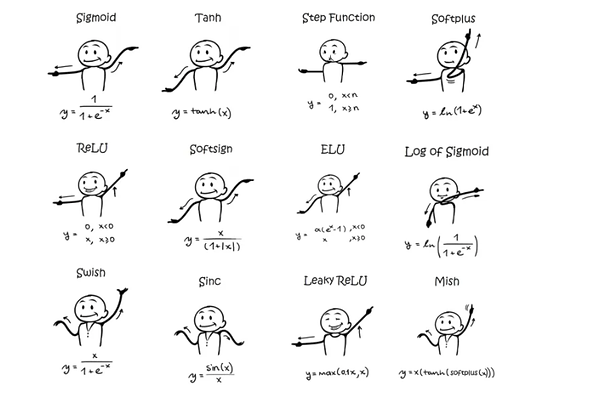 Sigmoid
Tanh
Step Function
Softplus
y = 1 / 1+e^-x
y = tanh(x)
y = 0, x<n
1, x≥n
y = ln(1+e^x)
ReLU
Softsign
ELU
Log of Sigmoid
y = 0, x<0
x, x≥0
y = x / (1+|x|)
y = α(e^x-1), x<0
x, x≥0
y = ln(1 / 1+e^-x)
Swish
Sinc
Leaky ReLU
Mish
y = x / 1+e^-x
y = sin(x) / x
y = max(0.1x, x)
y = x(tanh(softplus(x)))